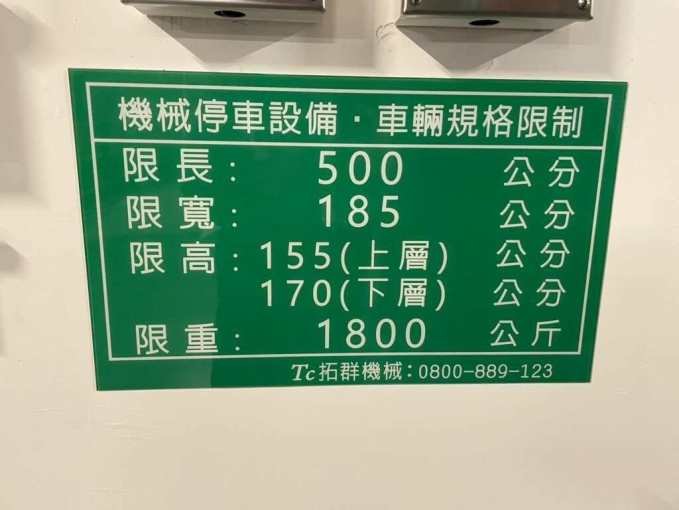 機械停車設備·車輛規格限制
限長: 500 公分
限寬: 185 公分
限高: 155(上層) 公分
170(下層) 公分
限重: 1800 公斤
Tc拓群機械:0800-889-123